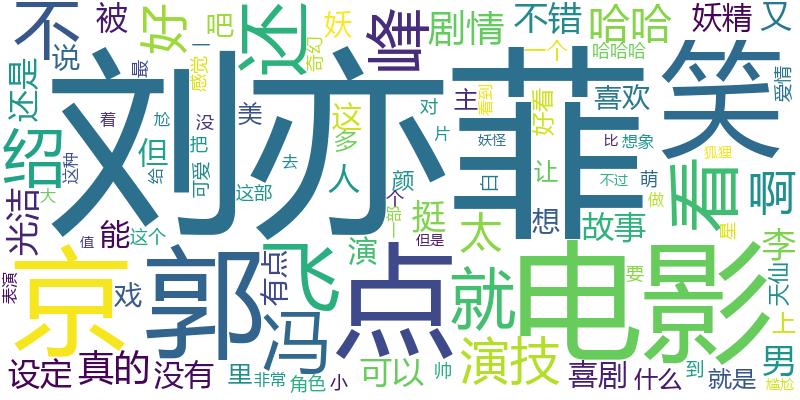 不 被 好 吧 还 妖 奇幻 峰 剧情 不错 哈哈 妖精 又
还是 说 最 一 感觉 刘亦菲 一个 哈哈哈 笑 爱情
着 尬 没 美 这 对 主 看到 好看 喜欢
绍 这种 但 给 把 可爱 这部 去 多 人 颜 片 妖怪 白 让 比 想象 不过 萌 看 狐狸 啊
光洁 大 值 能 这个 个 但是 挺 太 想 故事 做 星 李
表演 京 戏 郭 有点 飞 演 点 就 电影 要 天仙 上
冯
设定 真的 没有 里 非常 角色 小 可以 帅 演技 喜剧 什么 到 就是 男 尴尬